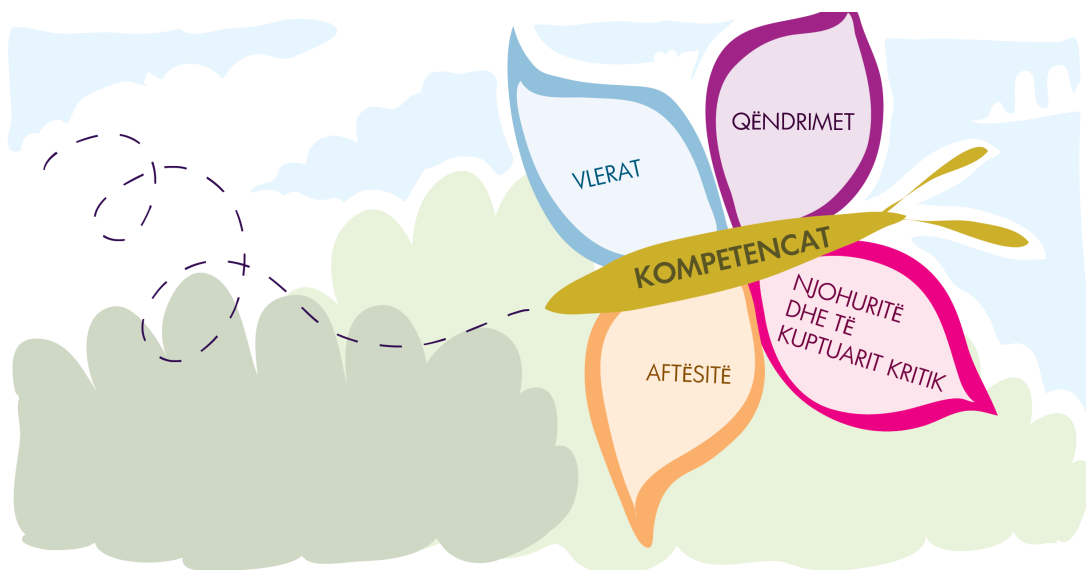 QËNDRIMET
VLERAT
KOMPETENCAT
NJOHURITË
DHE TË
KUPTUARIT KRITIK
AFTËSITË